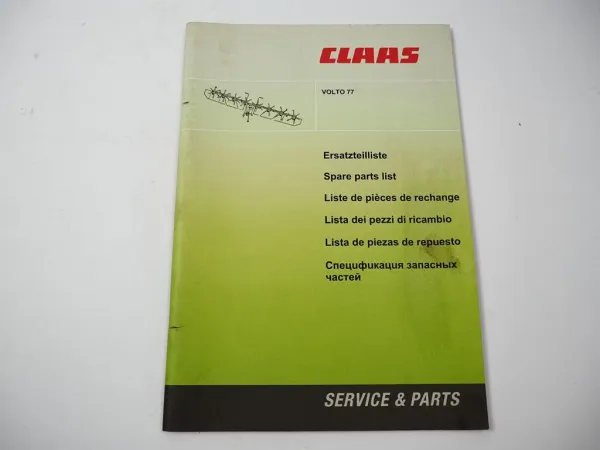 CLAAS
VOLTO 77
Ersatzteilliste
Spare parts list
Liste de pièces de rechange
Lista dei pezzi di ricambio
Lista de piezas de repuesto
Спецификация запасных
частей
SERVICE & PARTS